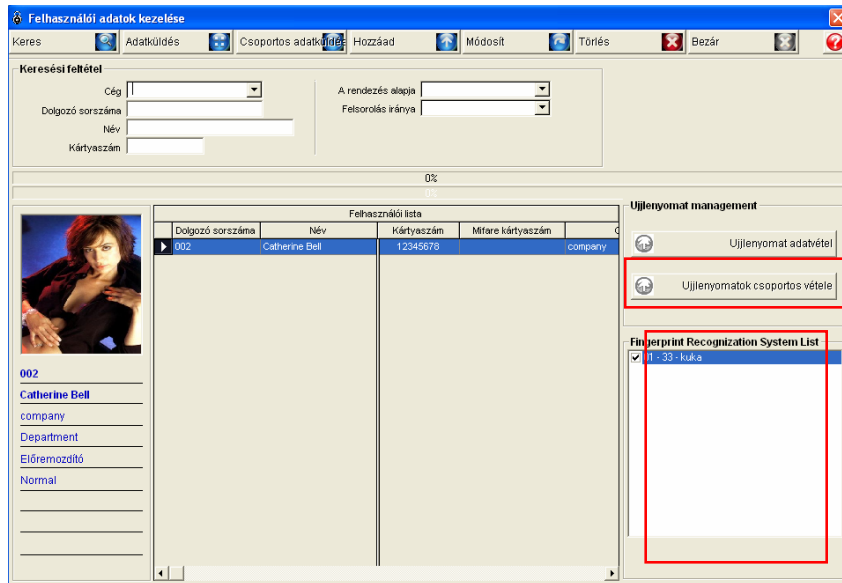 Felhasználói adatok kezelése
Keres Adatküldés Csoportos adatküldés Hozzáad Módosít Törlés Bezár ?
Keresési feltétel
Cég A rendezés alapja
Dolgozó sorszáma Felsorolás iránya
Név
Kártyaszám
0%
0%
Felhasználói lista
Dolgozó sorszáma Név Kártyaszám Mifare kártyaszám
002 Catherine Bell 12345678 company
002
Catherine Bell
company
Department
Előremozdító
Normal
Ujjlenyomat management
Ujjlenyomat adatvétel
Ujjlenyomatok csoportos vétele
Fingerprint Recognization System List
01 - 33 - kuka